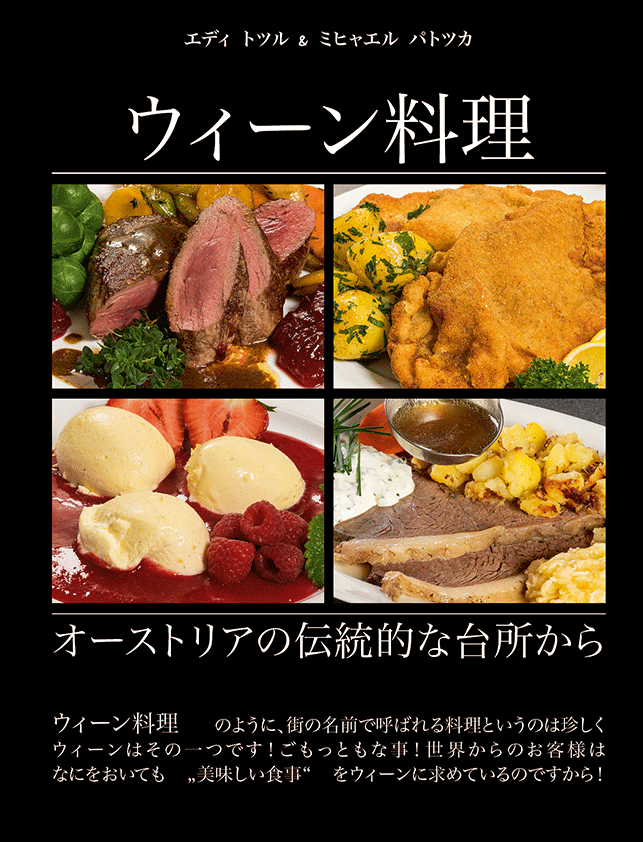 エディ トツル & ミヒャエル パトツカ
ウィーン料理
オーストリアの伝統的な台所から
ウィーン料理 のように、街の名前で呼ばれる料理というのは珍しく
ウィーンはその一つです！ごもっともな事！世界からのお客様は
なにをおいても „美味しい食事“ をウィーンに求めているのですから！